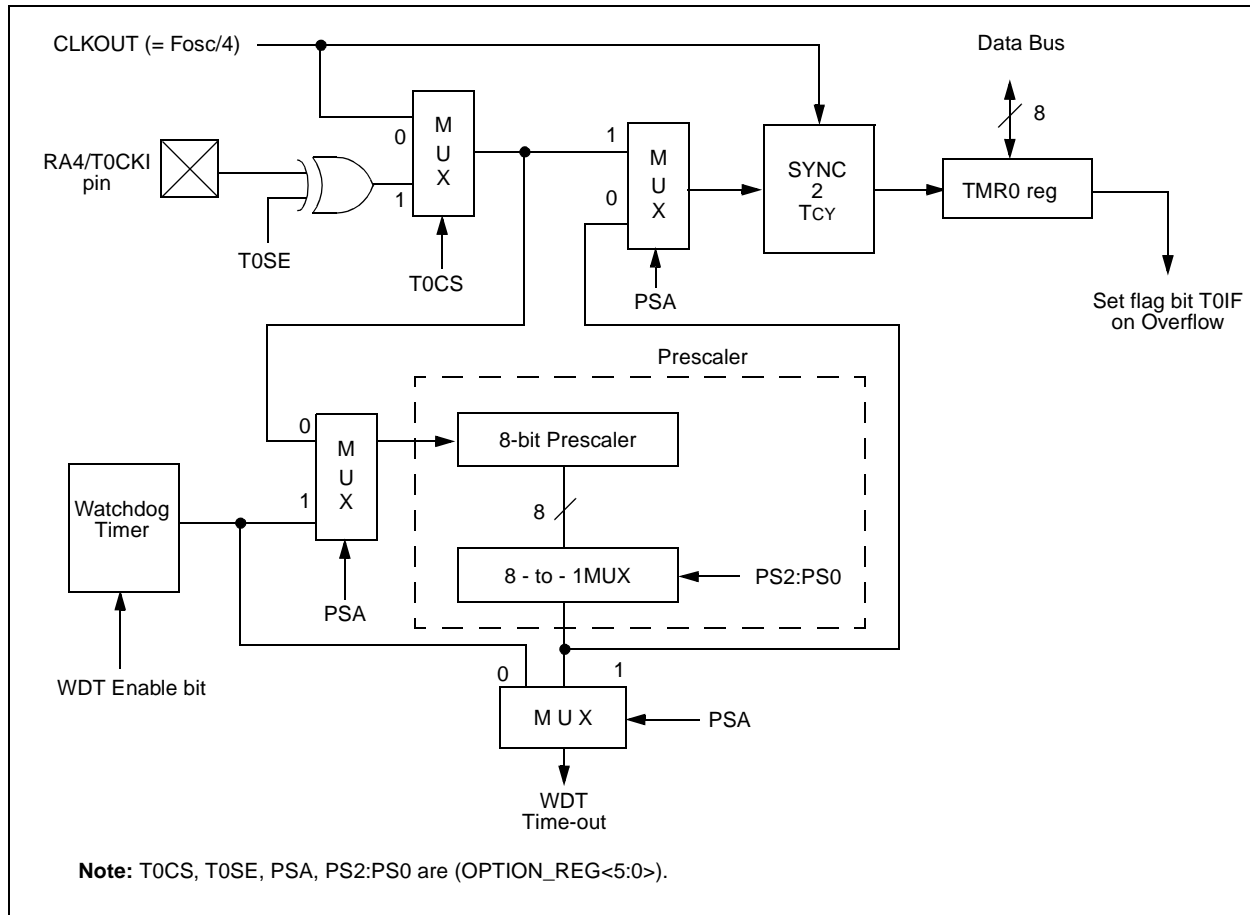 CLKOUT (= Fosc/4)
Data Bus
8
RA4/T0CKI
pin
T0SE
0
1
M
U
X
T0CS
1
0
M
U
X
PSA
SYNC
2
TCY
TMR0 reg
Set flag bit T0IF
on Overflow
Prescaler
0
1
M
U
X
PSA
Watchdog
Timer
WDT Enable bit
8-bit Prescaler
8
8 - to - 1MUX
PS2:PS0
0
1
M U X
PSA
WDT
Time-out
Note: T0CS, T0SE, PSA, PS2:PS0 are (OPTION_REG<5:0>).